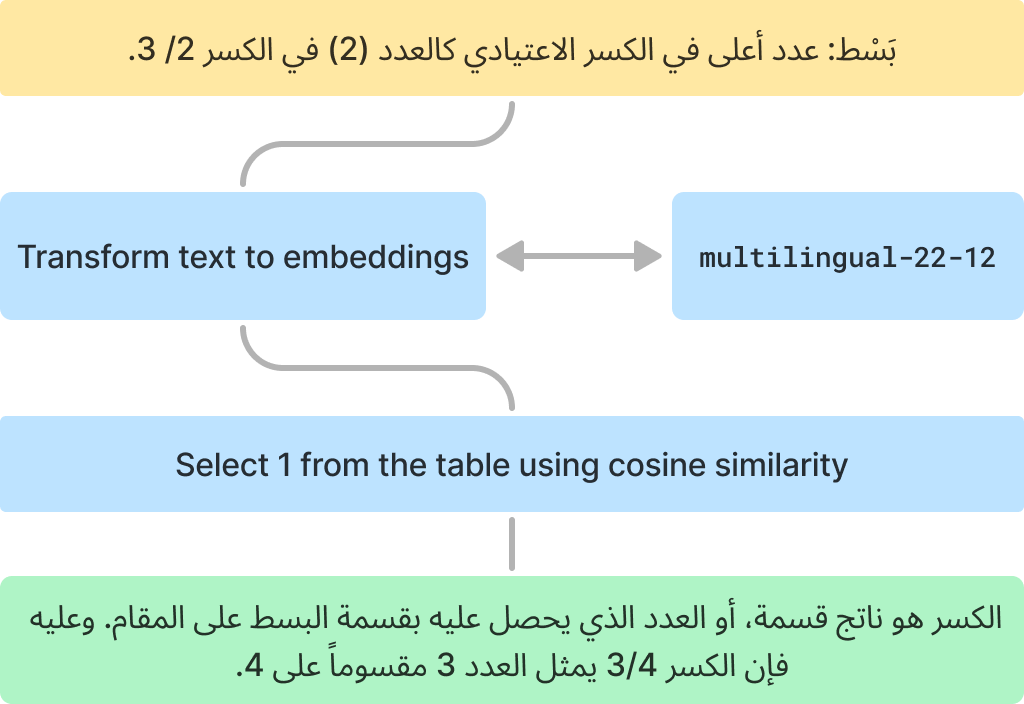 بَسْط: عدد أعلى في الكسر الاعتيادي كالعدد (2) في الكسر 2/ 3.
Transform text to embeddings
multilingual-22-12
Select 1 from the table using cosine similarity
الكسر هو ناتج قسمة، أو العدد الذي يحصل عليه بقسمة البسط على المقام. وعليه
فإن الكسر 3/4 يمثل العدد 3 مقسوماً على 4.